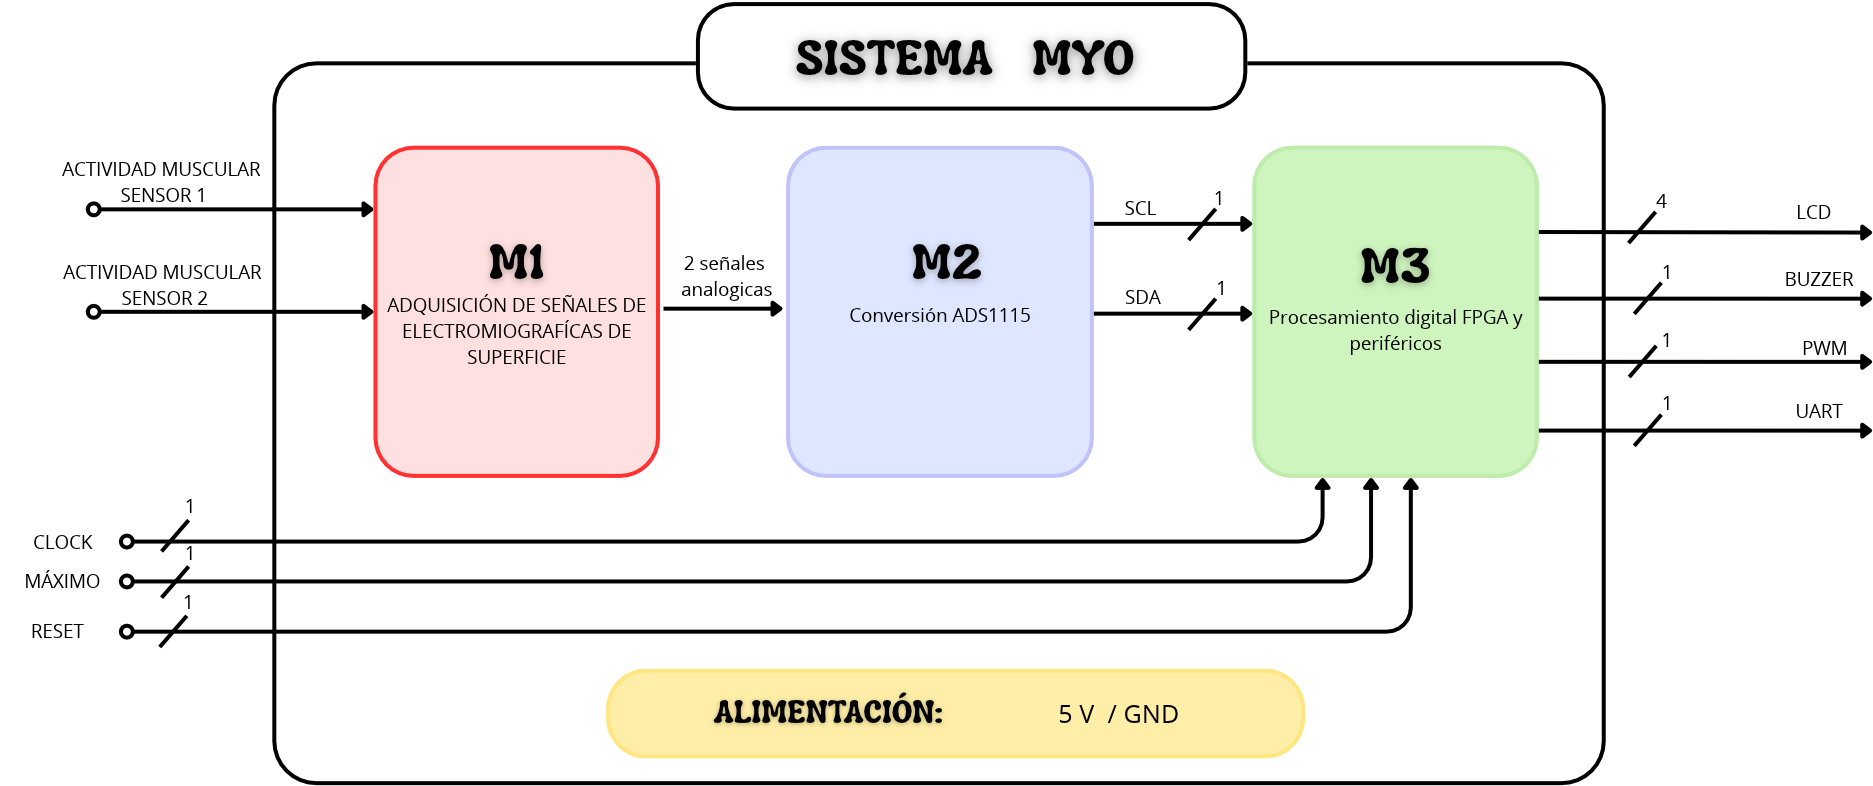 SISTEMA MYO
ACTIVIDAD MUSCULAR
SENSOR 1
ACTIVIDAD MUSCULAR
SENSOR 2
M1
ADQUISICIÓN DE SEÑALES DE
ELECTROMIOGRAFÍCAS DE
SUPERFICIE
2 señales
analogicas
M2
Conversión ADS1115
SCL
1
SDA
1
M3
Procesamiento digital FPGA y
periféricos
4
LCD
1
BUZZER
1
PWM
1
UART
1
CLOCK
1
MÁXIMO
1
RESET
ALIMENTACIÓN: 5 V / GND